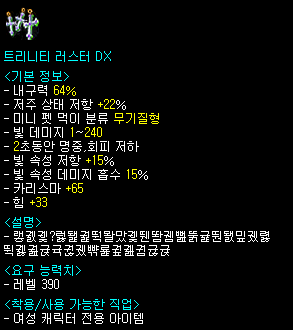 트리니티 러스터 DX
<기본 정보>
- 내구력 64%
- 저주 상태 저항 +22%
- 미니 펫 먹이 분류 무기질형
- 빛 데미지 1~240
- 2초동안 명중,회피 저하
- 빛 속성 저항 +15%
- 빛 속성 데미지 흡수 15%
- 카리스마 +65
- 힘 +33
<설명>
<요구 능력치>
- 레벨 390
<착용/사용 가능한 직업>
- 여성 캐릭터 전용 아이템